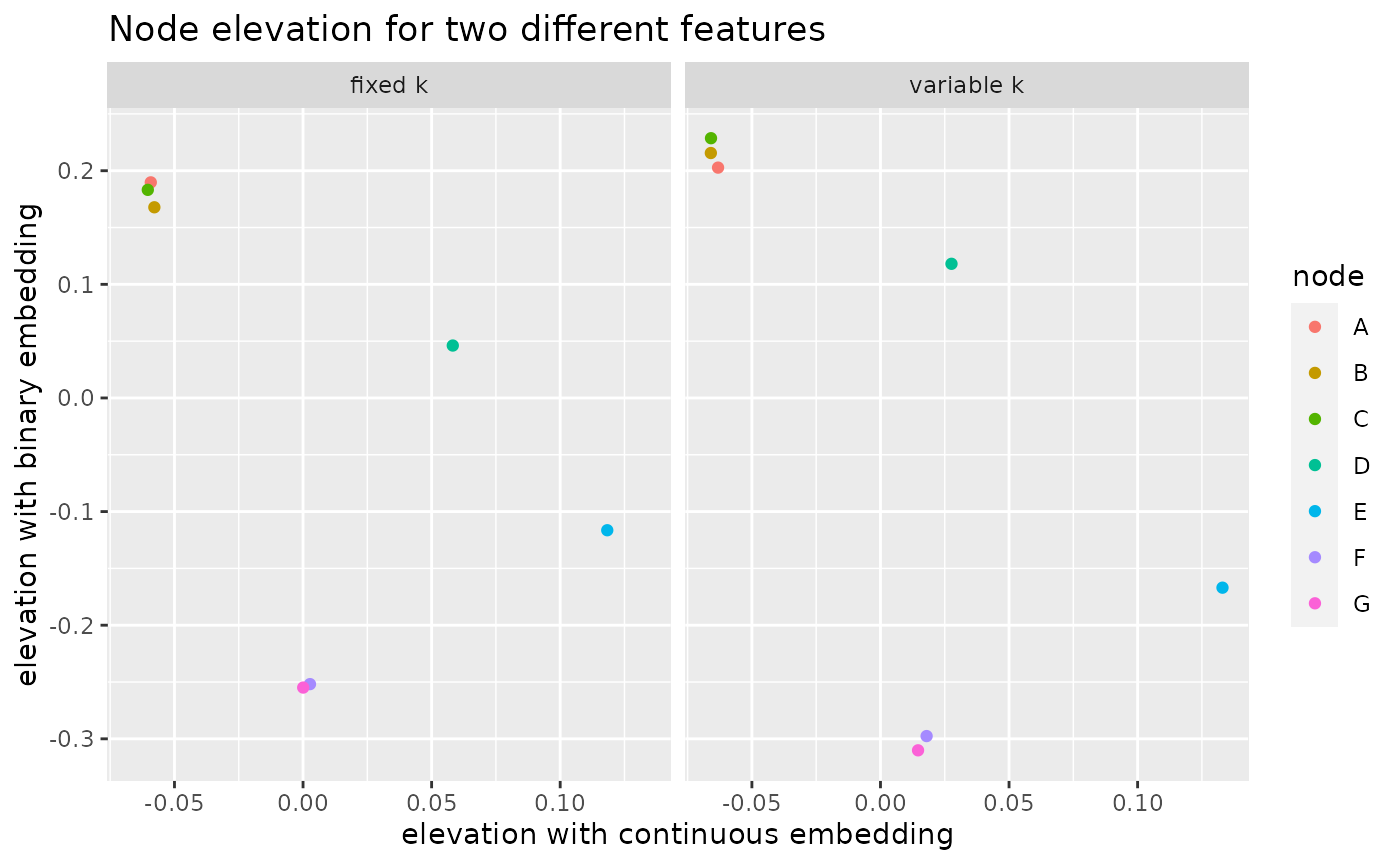 Node elevation for two different features
fixed k
variable k
elevation with binary embedding
0.2
0.1
0.0
-0.1
-0.2
-0.3
-0.05
0.00
0.05
0.10
-0.05
0.00
0.05
0.10
elevation with continuous embedding
node
A
B
C
D
E
F
G